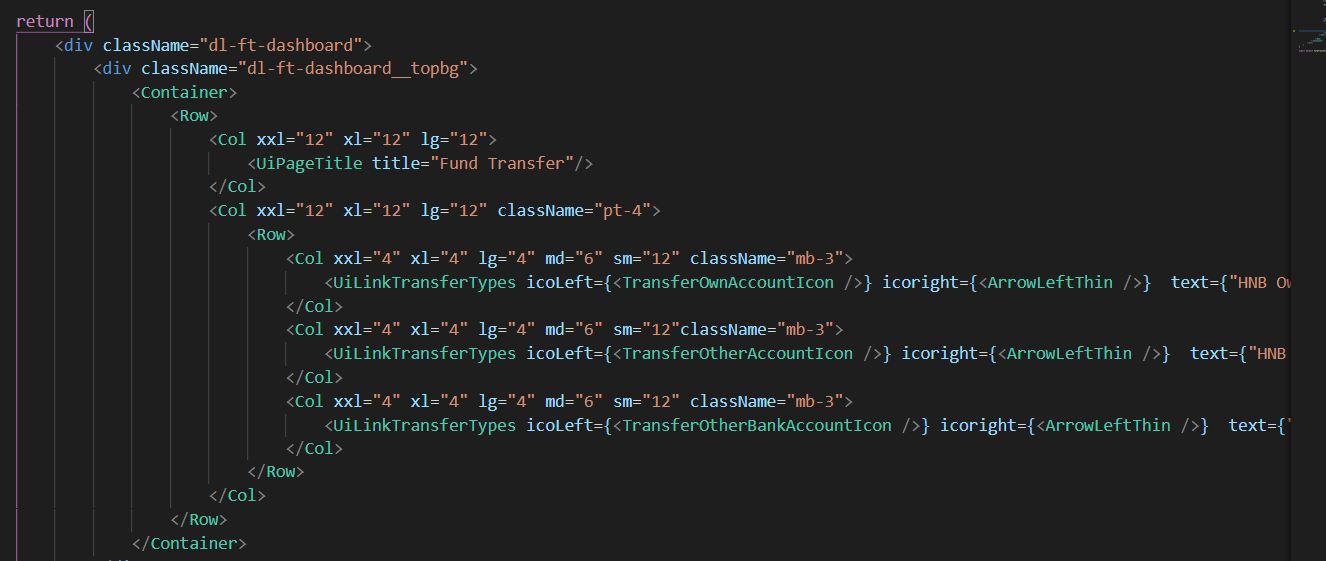 return (
<div className="dl-ft-dashboard">
<div className="dl-ft-dashboard__topbg">
<Container>
<Row>
<Col xxl="12" xl="12" lg="12">
<UiPageTitle title="Fund Transfer"/>
</Col>
<Col xxl="12" xl="12" lg="12" className="pt-4">
<Row>
<Col xxl="4" xl="4" lg="4" md="6" sm="12" className="mb-3">
<UiLinkTransferTypes icoLeft={<TransferOwnAccountIcon />} icoright={<ArrowLeftThin />}  text={"HNB Ow
</Col>
<Col xxl="4" xl="4" lg="4" md="6" sm="12"className="mb-3">
<UiLinkTransferTypes icoLeft={<TransferOtherAccountIcon />} icoright={<ArrowLeftThin />}  text={"HNB
</Col>
<Col xxl="4" xl="4" lg="4" md="6" sm="12" className="mb-3">
<UiLinkTransferTypes icoLeft={<TransferOtherBankAccountIcon />} icoright={<ArrowLeftThin />}  text={"
</Col>
</Row>
</Col>
</Row>
</Container>